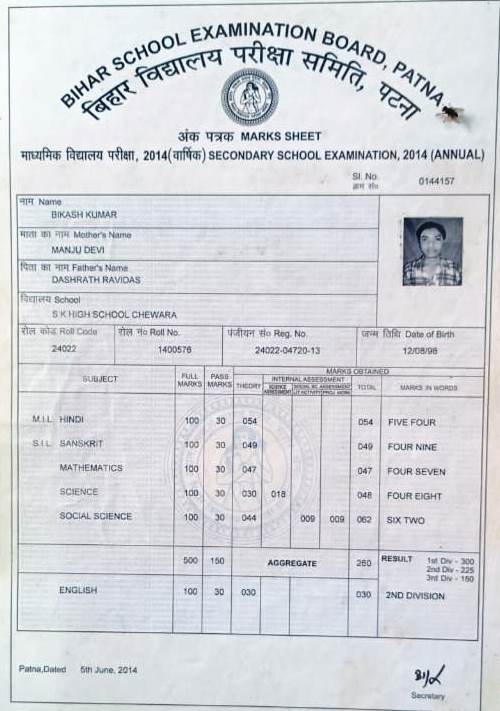 BIHAR SCHOOL EXAMINATION BOARD, PATNA
बिहार विद्यालय परीक्षा समिति, पटना
अंक पत्रक MARKS SHEET
माध्यमिक विद्यालय परीक्षा, 2014(वार्षिक) SECONDARY SCHOOL EXAMINATION, 2014 (ANNUAL)
Sl. No.
क्रम सं० 0144157
नाम Name
BIKASH KUMAR
माता का नाम Mother's Name
MANJU DEVI
पिता का नाम Father's Name
DASHRATH RAVIDAS
विद्यालय School
S K HIGH SCHOOL CHEWARA
रोल कोड Roll Code रोल नं० Roll No. पंजीयन सं० Reg. No. जन्म तिथि Date of Birth
24022 1400576 24022-04720-13 12/08/98
SUBJECT FULL MARKS PASS MARKS MARKS OBTAINED
THEORY INTERNAL ASSESSMENT TOTAL MARKS IN WORDS
M.I.L. HINDI 100 30 054 054 FIVE FOUR
S.I.L. SANSKRIT 100 30 049 049 FOUR NINE
MATHEMATICS 100 30 047 047 FOUR SEVEN
SCIENCE 100 30 030 018 048 FOUR EIGHT
SOCIAL SCIENCE 100 30 044 009 009 062 SIX TWO
500 150 AGGREGATE 260 RESULT 1st Div - 300
2nd Div - 225
3rd Div - 150
ENGLISH 100 30 030 030 2ND DIVISION
Patna,Dated 5th June, 2014
Secretary